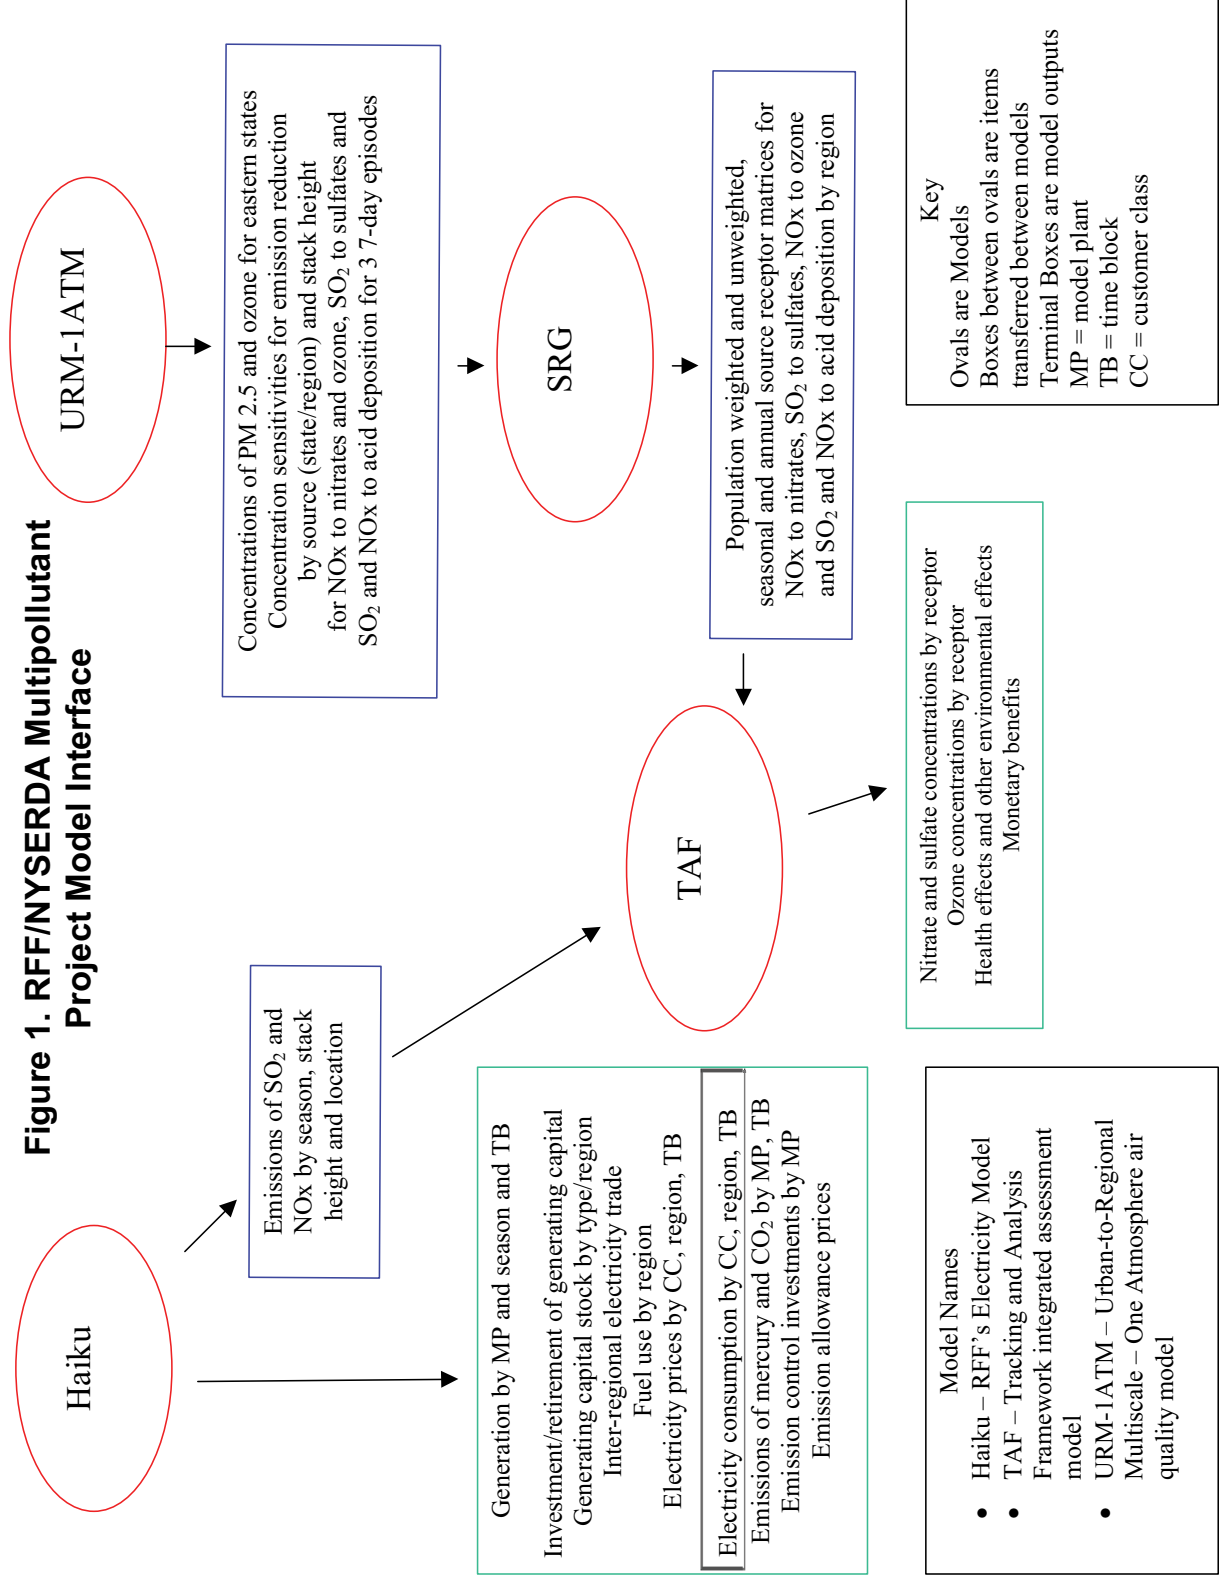 Figure 1. RFF/NYSERDA Multipollutant
Project Model Interface
Haiku
URM-1ATM
Emissions of SO₂ and
NOx by season, stack
height and location
Concentrations of PM 2.5 and ozone for eastern states
Concentration sensitivities for emission reduction
by source (state/region) and stack height
for NOx to nitrates and ozone, SO₂ to sulfates and
SO₂ and NOx to acid deposition for 3 7-day episodes
SRG
Generation by MP and season and TB
Investment/retirement of generating capital
Generating capital stock by type/region
Inter-regional electricity trade
Fuel use by region
Electricity prices by CC, region, TB
Electricity consumption by CC, region, TB
Emissions of mercury and CO₂ by MP, TB
Emission control investments by MP
Emission allowance prices
TAF
Population weighted and unweighted,
seasonal and annual source receptor matrices for
NOx to nitrates, SO₂ to sulfates, NOx to ozone
and SO₂ and NOx to acid deposition by region
Model Names
• Haiku – RFF's Electricity Model
• TAF – Tracking and Analysis
Framework integrated assessment
model
• URM-1ATM – Urban-to-Regional
Multiscale – One Atmosphere air
quality model
Nitrate and sulfate concentrations by receptor
Ozone concentrations by receptor
Health effects and other environmental effects
Monetary benefits
Key
Ovals are Models
Boxes between ovals are items
transferred between models
Terminal Boxes are model outputs
MP = model plant
TB = time block
CC = customer class